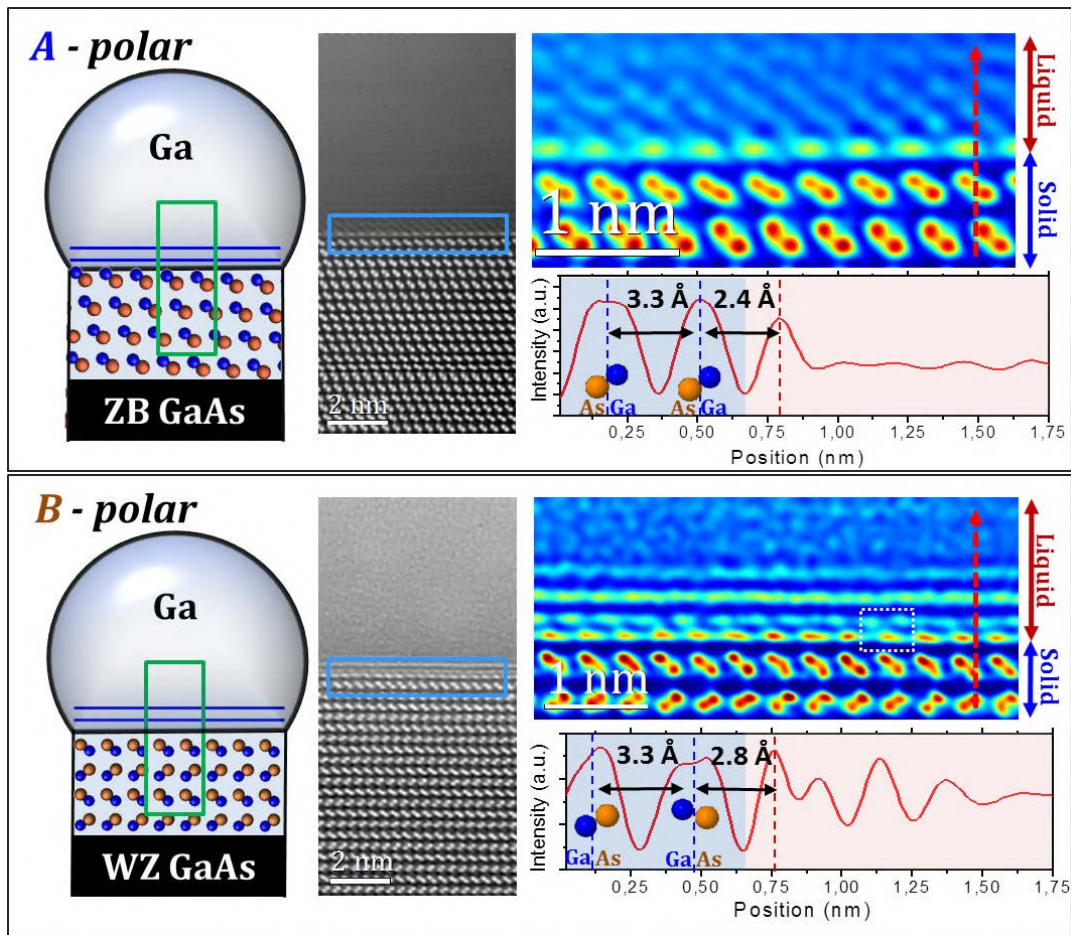 A - polar
Ga
ZB GaAs
2 nm
1 nm
Liquid
Solid
Intensity (a.u.)
3.3 Å
2.4 Å
As
Ga
As
Ga
0,25 0,50 0,75 1,00 1,25 1,50 1,75
Position (nm)
B - polar
Ga
WZ GaAs
2 nm
1 nm
Liquid
Solid
Intensity (a.u.)
3.3 Å
2.8 Å
Ga
As
Ga
As
0,25 0,50 0,75 1,00 1,25 1,50 1,75
Position (nm)